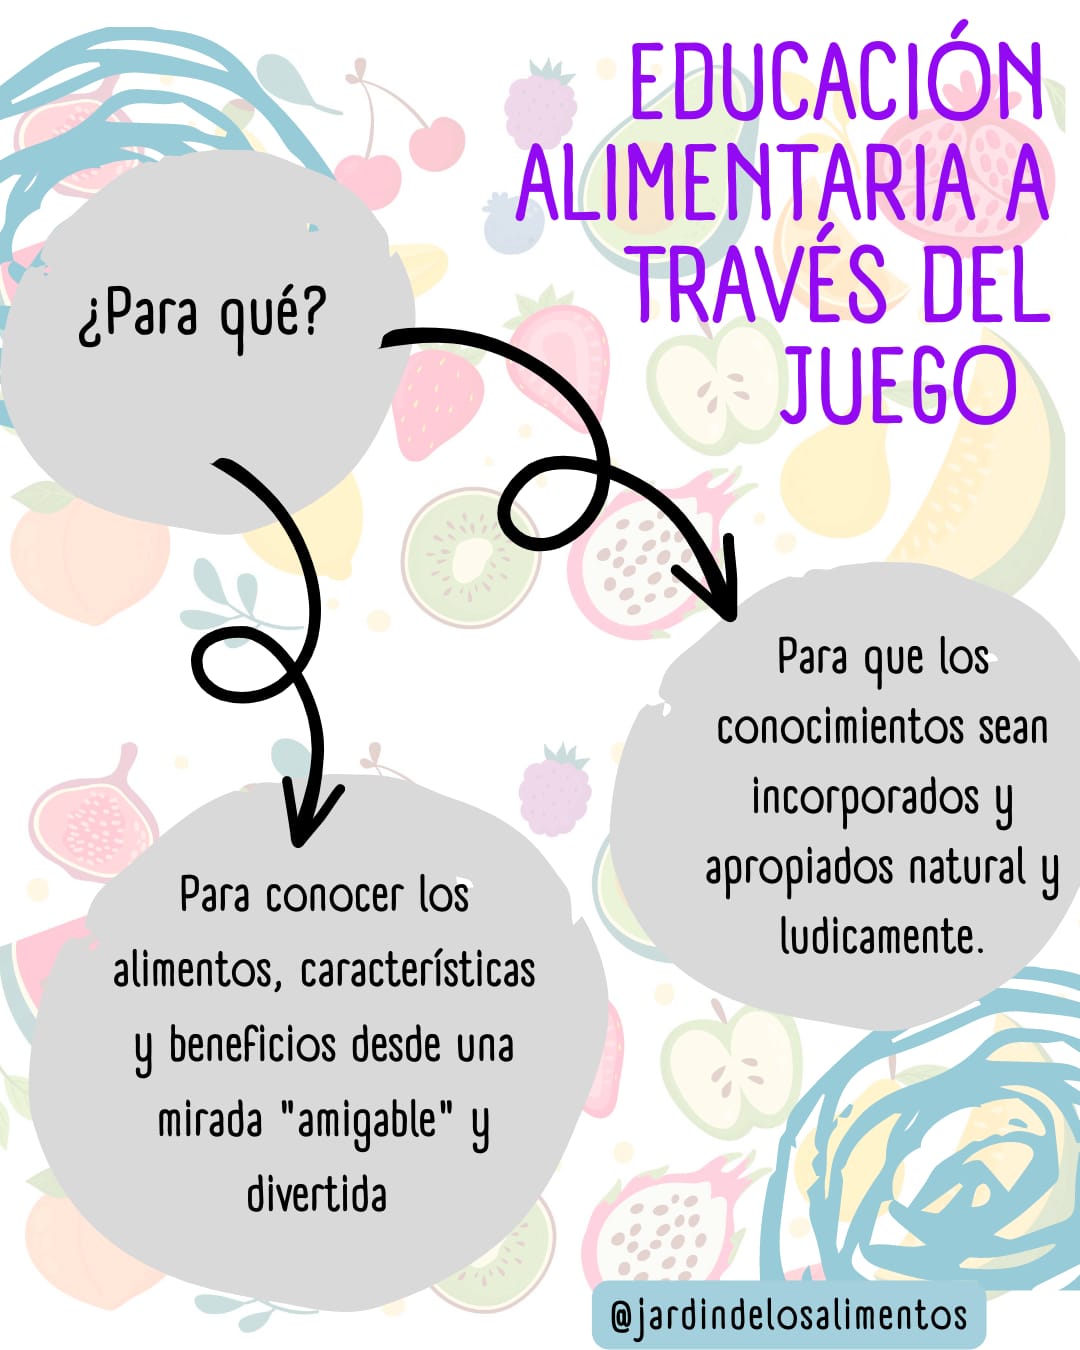 EDUCACIÓN
ALIMENTARIA A
TRAVÉS DEL
JUEGO
¿Para qué?
Para que los
conocimientos sean
incorporados y
apropiados natural y
ludicamente.
Para conocer los
alimentos, características
y beneficios desde una
mirada "amigable" y
divertida
@jardindelosalimentos